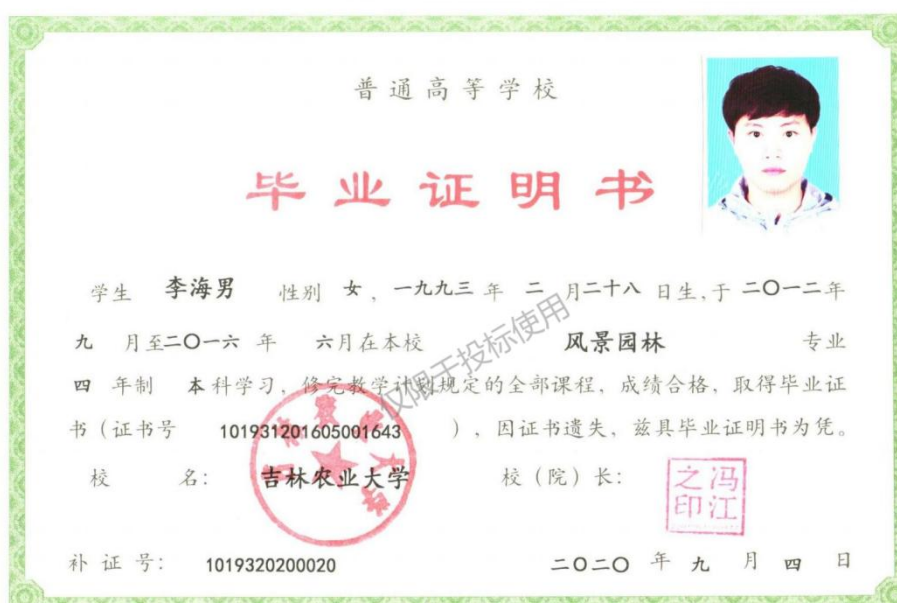 普通高等学校
毕业证明书
学生 李海男 性别 女，一九九三 年 二 月二十八 日生，于 二〇一二年
九 月至二〇一六 年 六月在本校 风景园林 专业
四 年制 本科学习，修完教学计划规定的全部课程，成绩合格，取得毕业证
书（证书号 101931201605001643 ），因证书遗失，兹具毕业证明书为凭。
仅限于投标使用
校 名： 吉林农业大学 校（院）长：
冯江之印
补 证 号： 1019320200020 二〇二〇 年 九 月 四 日